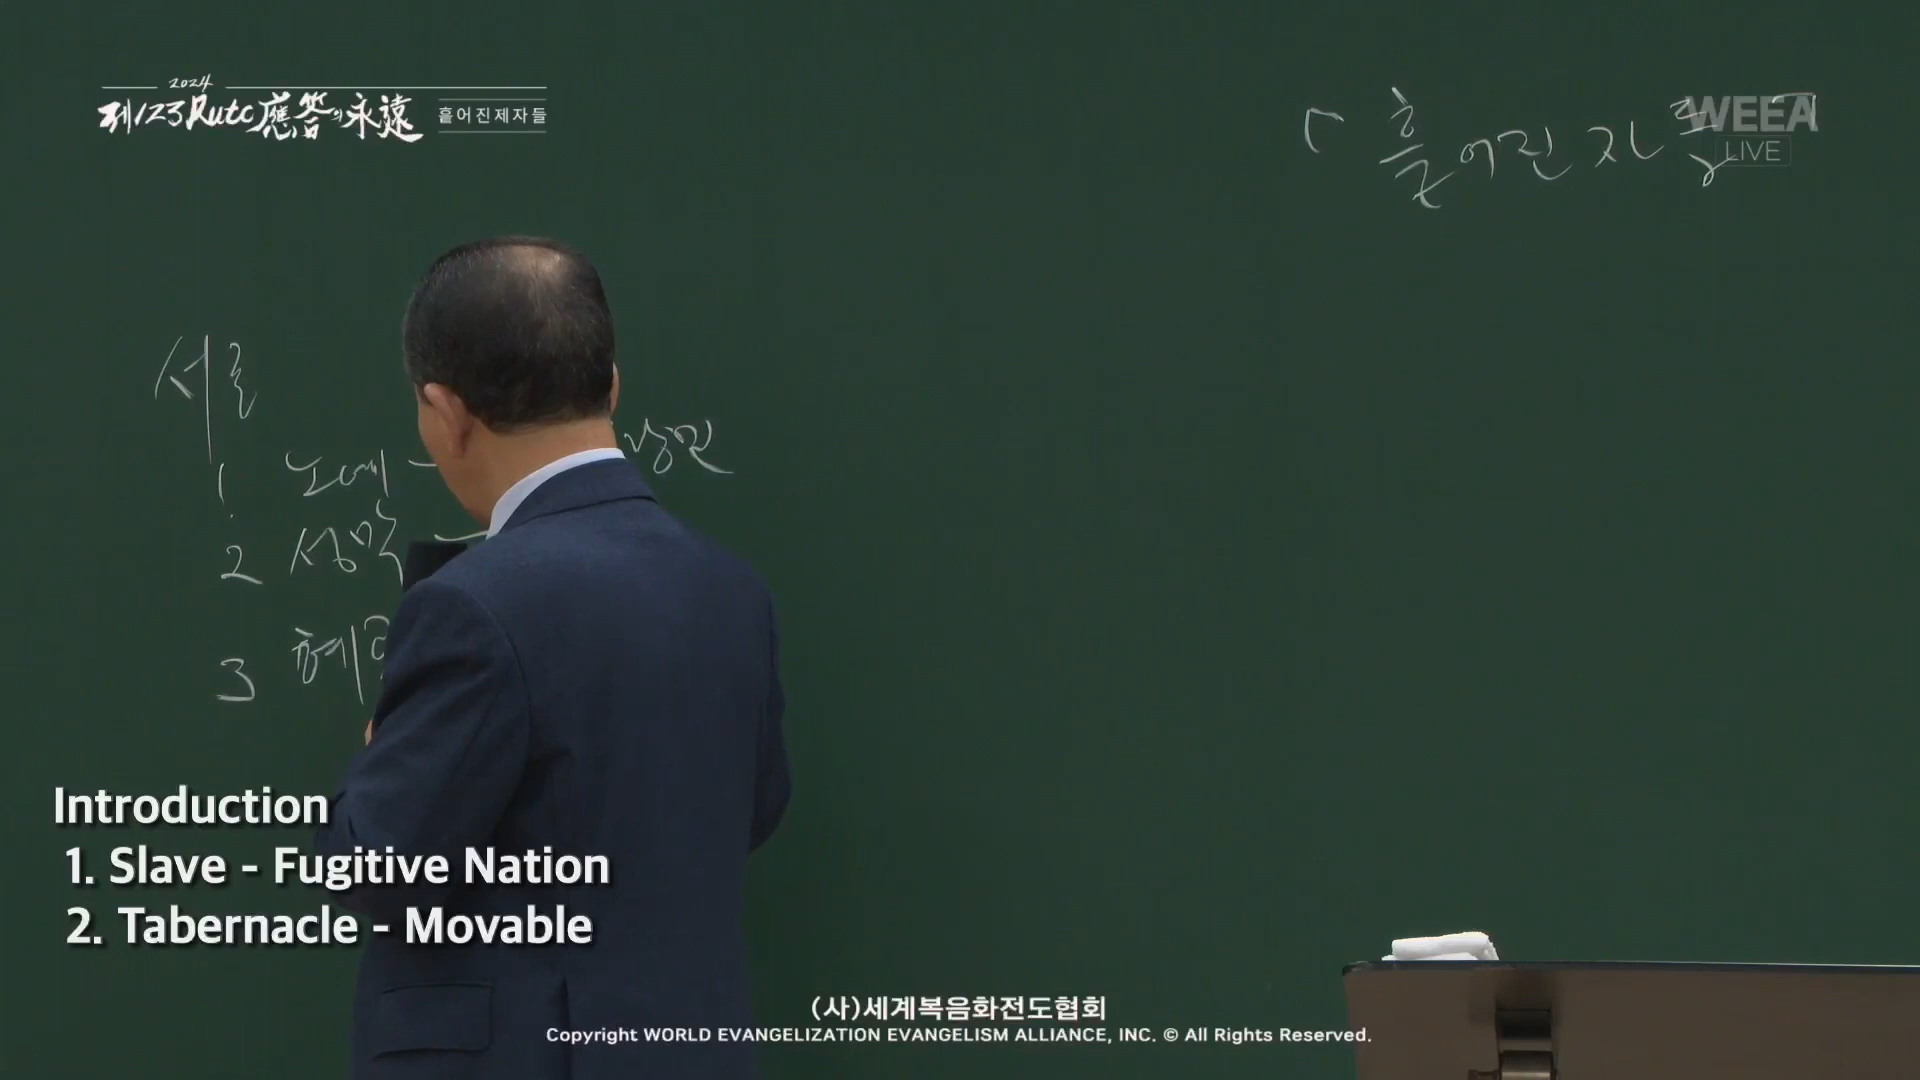 2024
제123 Rutc 應答의 永遠
흩어진제자들
WEEA
LIVE
「흩어진 자들」
서론
1. 노예 -
2 성막 -
3
Introduction
1. Slave - Fugitive Nation
2. Tabernacle - Movable
(사)세계복음화전도협회
Copyright WORLD EVANGELIZATION EVANGELISM ALLIANCE, INC. © All Rights Reserved.